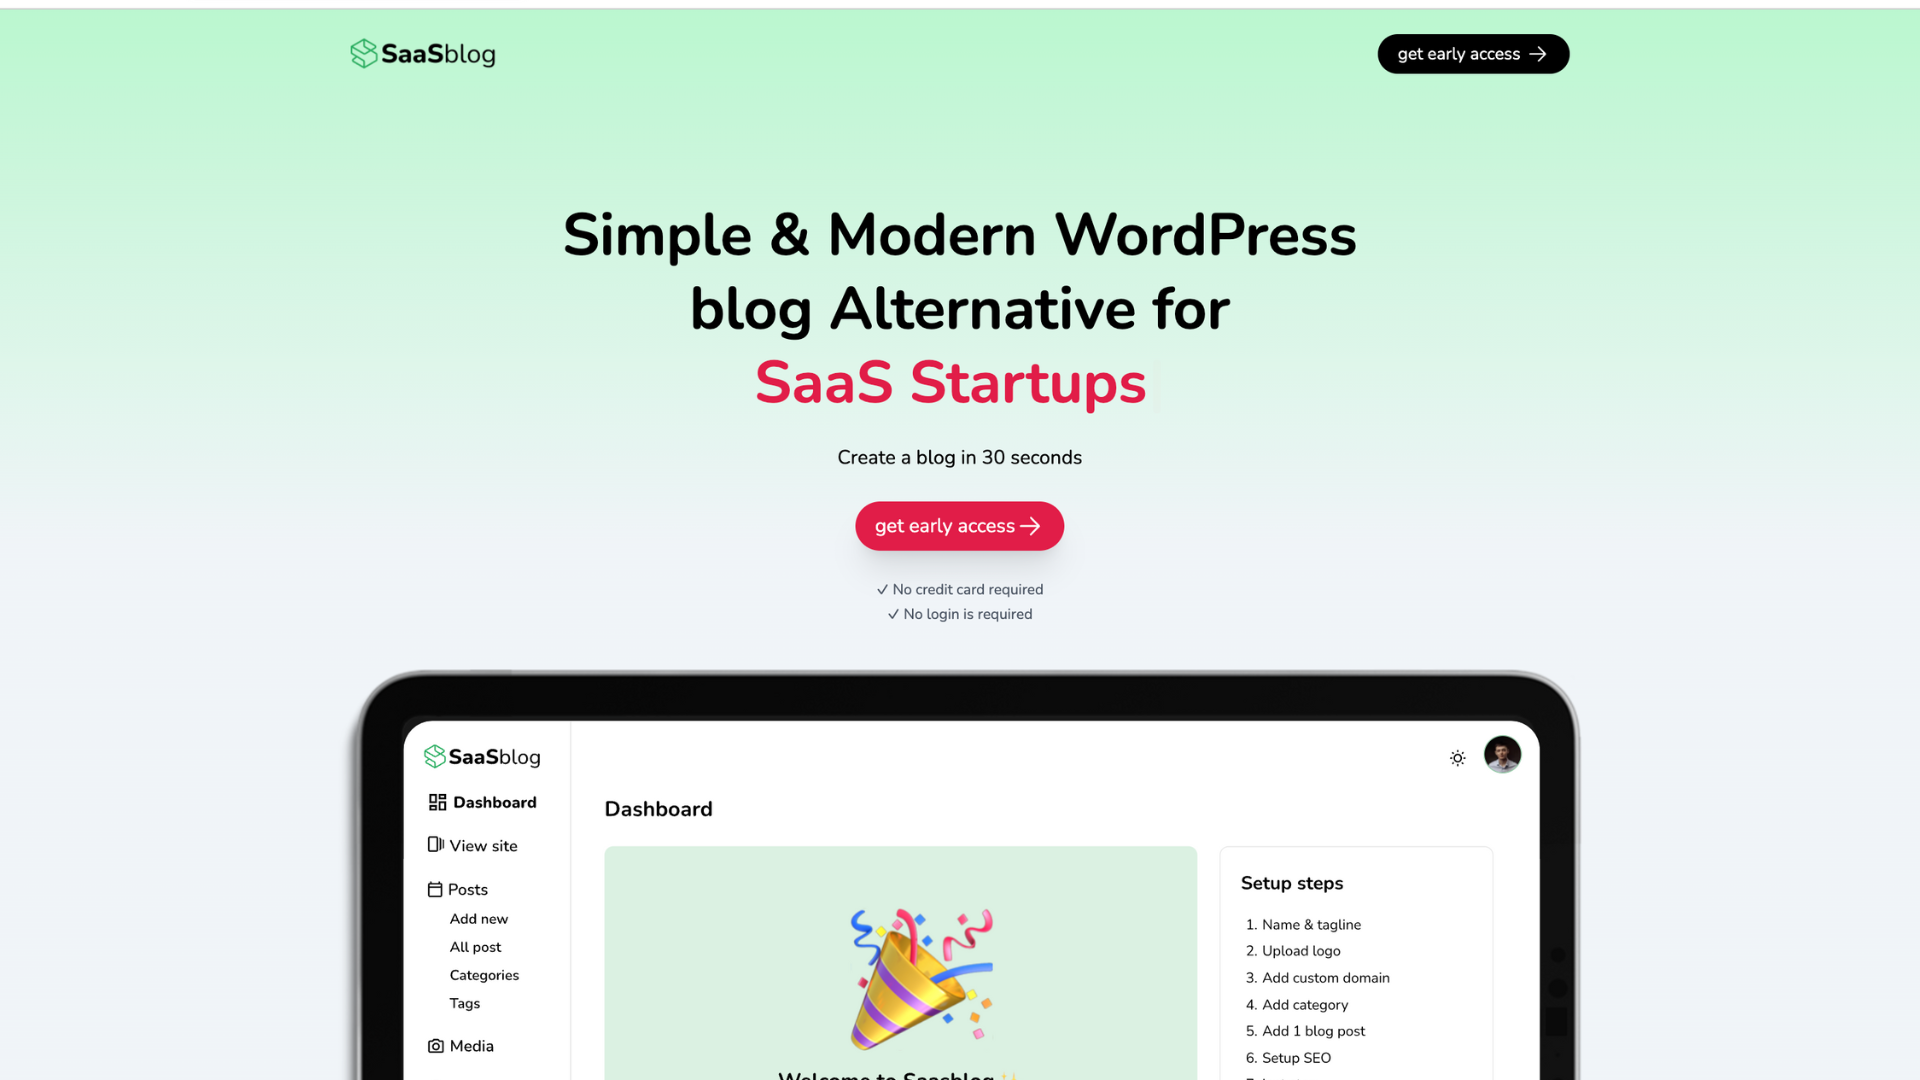 SaaSblog
get early access
Simple & Modern WordPress
blog Alternative for
SaaS Startups
Create a blog in 30 seconds
get early access
✓ No credit card required
✓ No login is required
SaaSblog
Dashboard
View site
Posts
Add new
All post
Categories
Tags
Media
Dashboard
Welcome to Saasblog
Setup steps
1. Name & tagline
2. Upload logo
3. Add custom domain
4. Add category
5. Add 1 blog post
6. Setup SEO